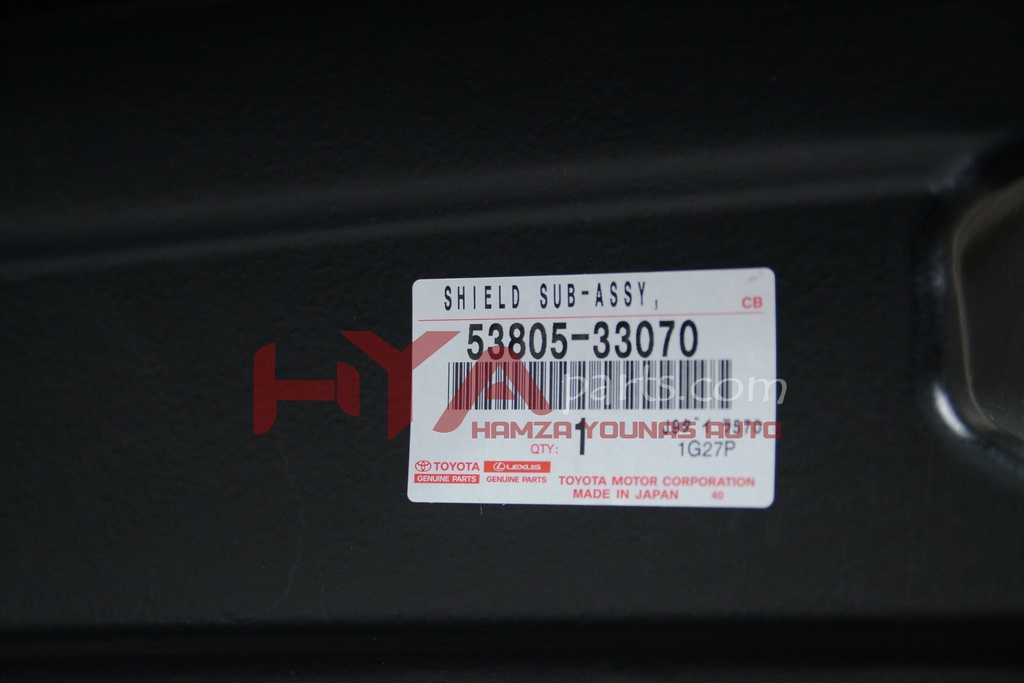 SHIELD SUB-ASSY,
CB
53805-33070
HYA parts.com
HAMZA YOUNAS AUTO
QTY: 1
1G27P
TOYOTA GENUINE PARTS
LEXUS GENUINE PARTS
TOYOTA MOTOR CORPORATION
MADE IN JAPAN 40